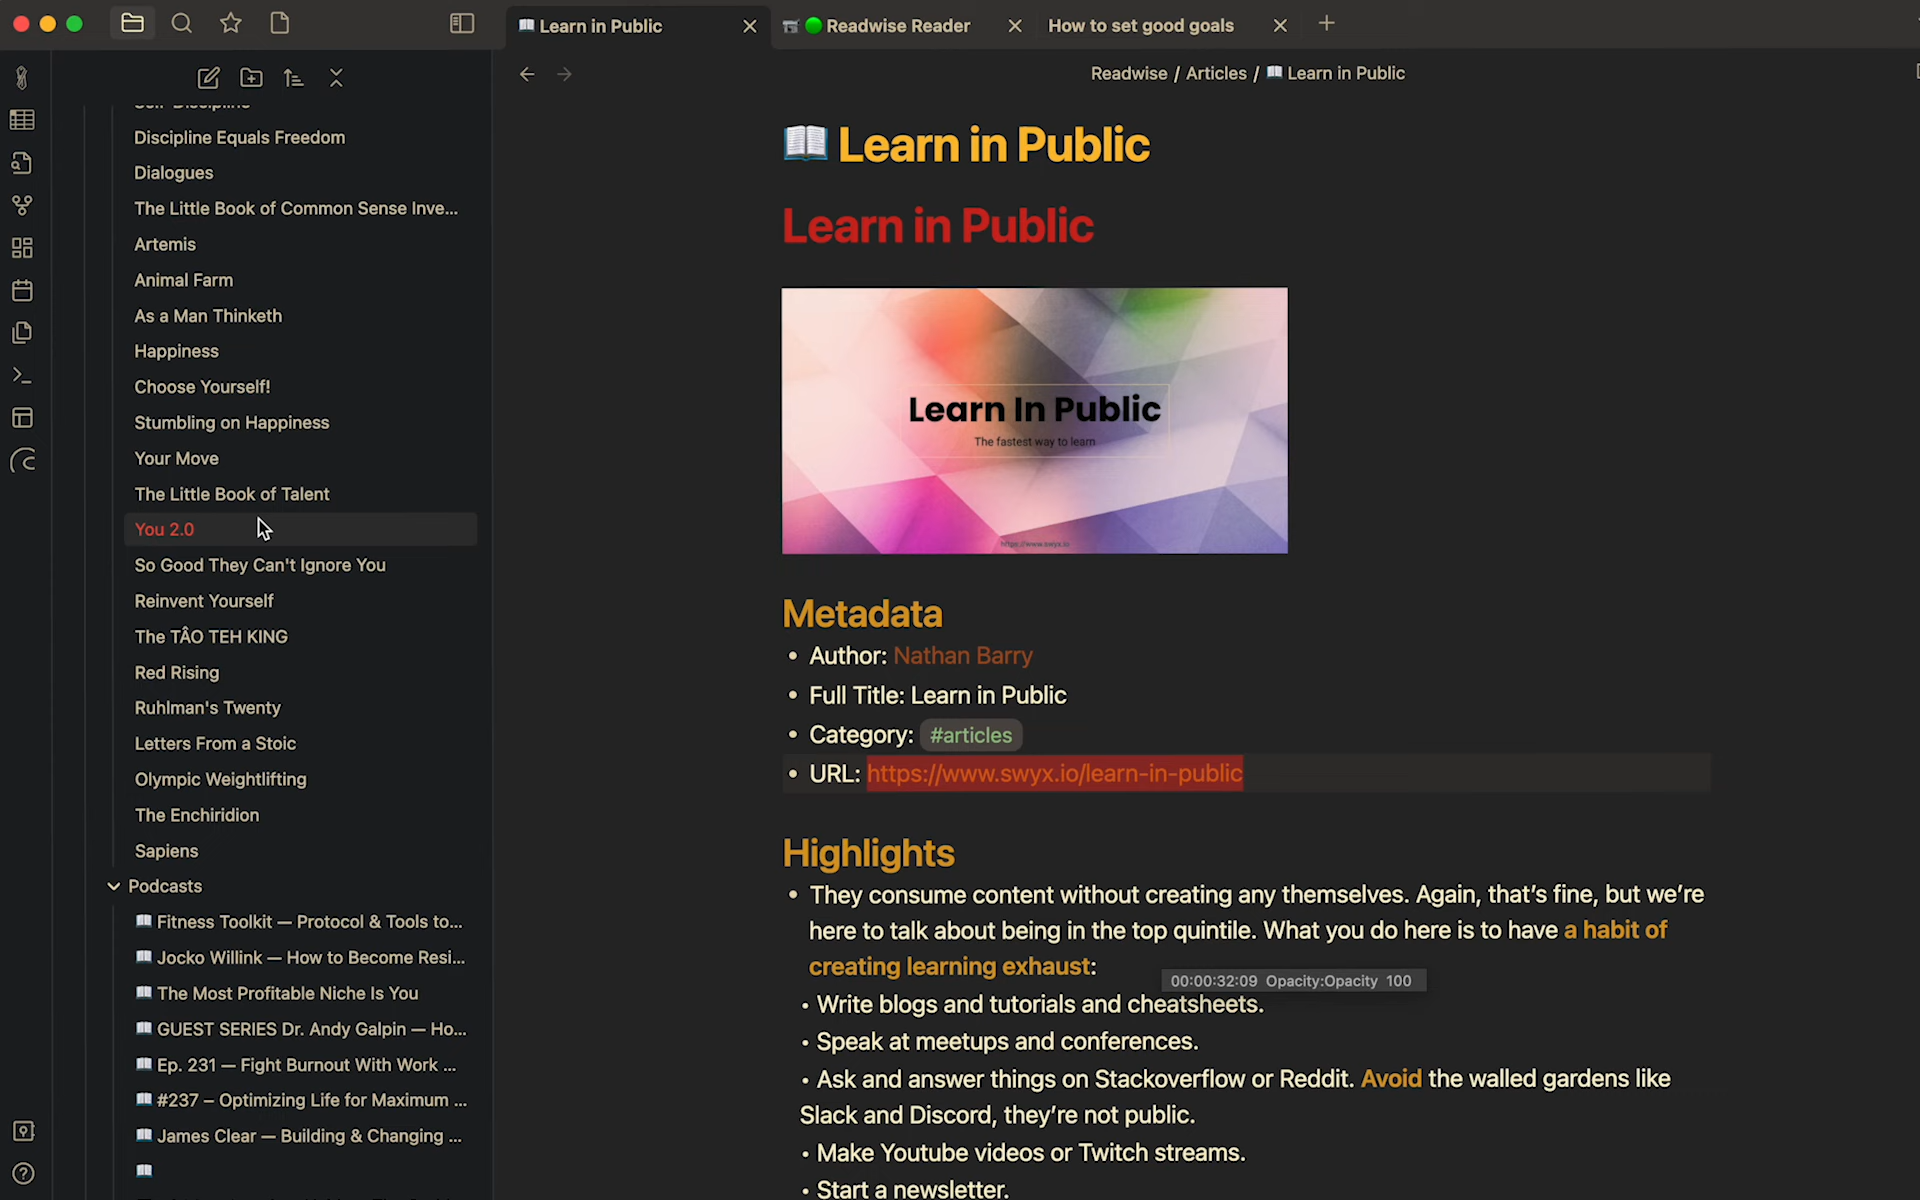 Learn in Public
Readwise Reader
How to set good goals
Readwise / Articles / Learn in Public
Discipline Equals Freedom
Dialogues
The Little Book of Common Sense Inve...
Artemis
Animal Farm
As a Man Thinketh
Happiness
Choose Yourself!
Stumbling on Happiness
Your Move
The Little Book of Talent
You 2.0
So Good They Can't Ignore You
Reinvent Yourself
The TÂO TEH KING
Red Rising
Ruhlman's Twenty
Letters From a Stoic
Olympic Weightlifting
The Enchiridion
Sapiens
Podcasts
Fitness Toolkit — Protocol & Tools to...
Jocko Willink — How to Become Resi...
The Most Profitable Niche Is You
GUEST SERIES Dr. Andy Galpin — Ho...
Ep. 231 — Fight Burnout With Work ...
#237 – Optimizing Life for Maximum ...
James Clear — Building & Changing ...
Learn in Public
Learn in Public
Learn In Public
The fastest way to learn
https://www.swyx.io
Metadata
• Author: Nathan Barry
• Full Title: Learn in Public
• Category: #articles
• URL: https://www.swyx.io/learn-in-public
Highlights
• They consume content without creating any themselves. Again, that’s fine, but we’re
here to talk about being in the top quintile. What you do here is to have a habit of
creating learning exhaust:
00:00:32:09 Opacity:Opacity 100
• Write blogs and tutorials and cheatsheets.
• Speak at meetups and conferences.
• Ask and answer things on Stackoverflow or Reddit. Avoid the walled gardens like
Slack and Discord, they’re not public.
• Make Youtube videos or Twitch streams.
• Start a newsletter.